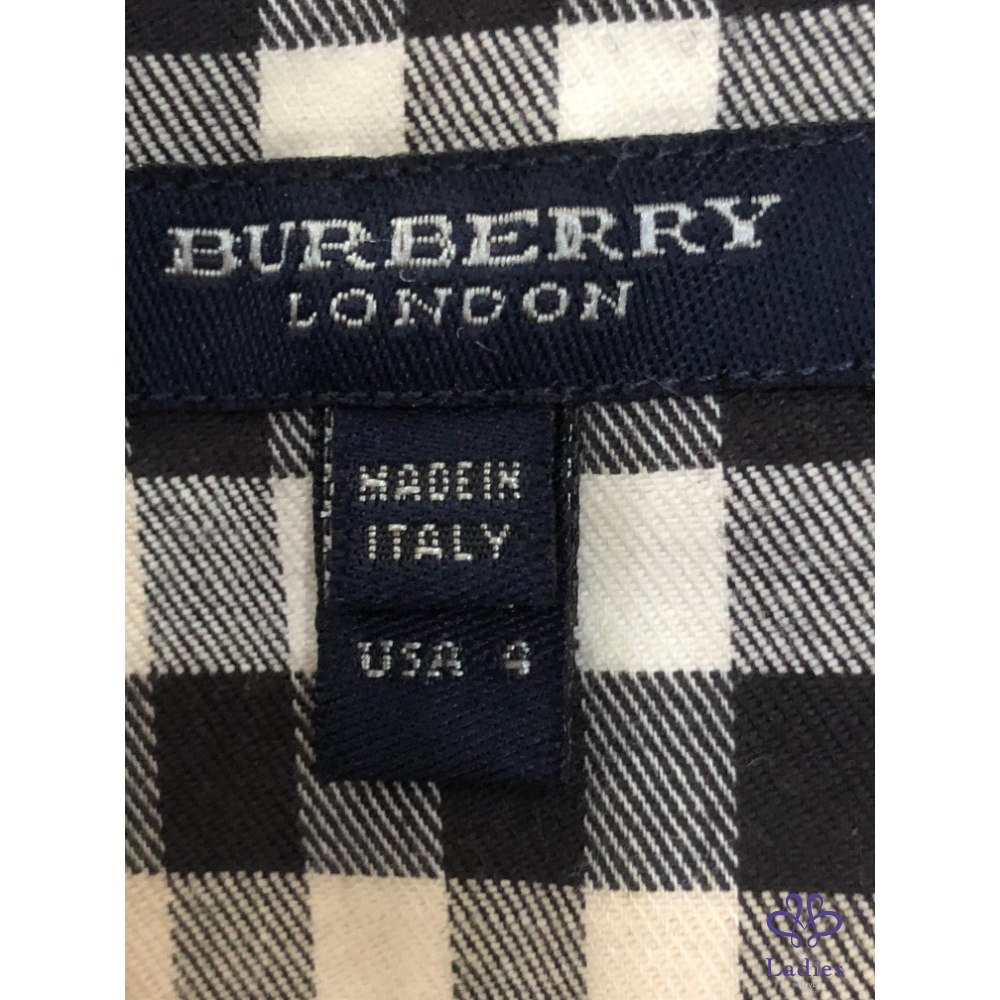 BURBERRY
LONDON
MADE IN
ITALY
USA 4
Ladies